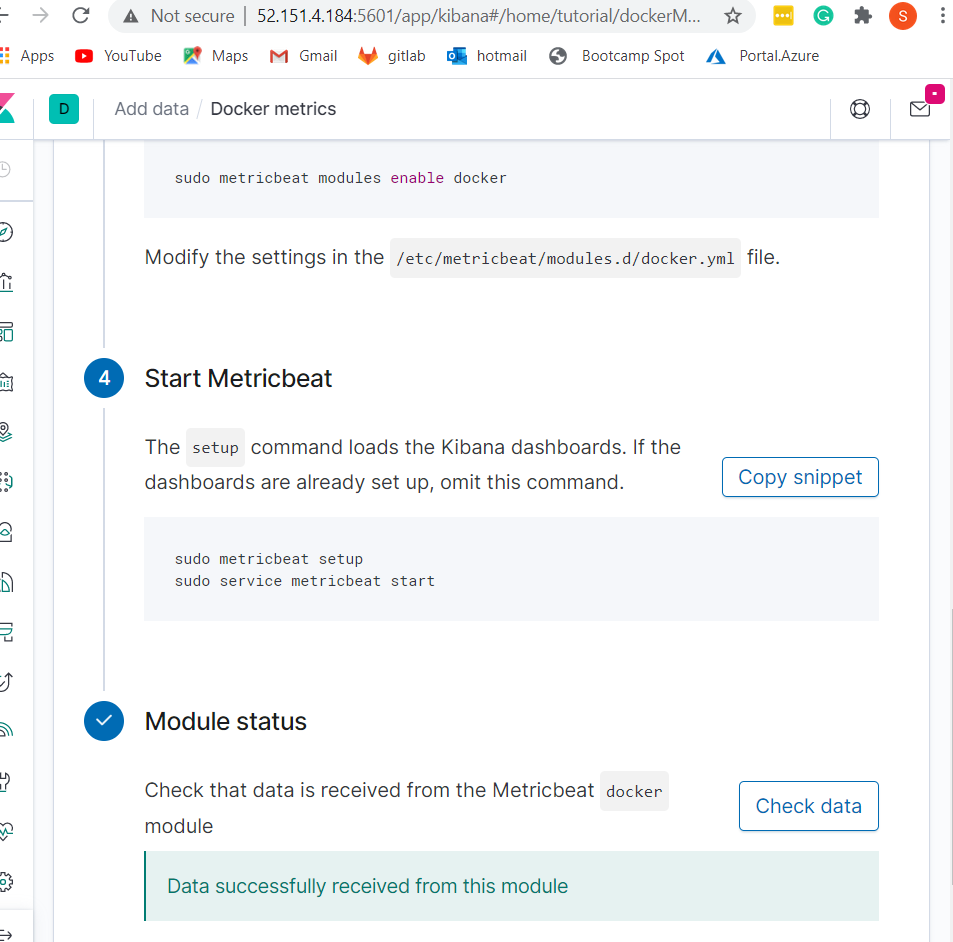 Not secure | 52.151.4.184:5601/app/kibana#/home/tutorial/dockerM...
G
S
Apps YouTube Maps Gmail gitlab hotmail Bootcamp Spot Portal.Azure
D Add data / Docker metrics
sudo metricbeat modules enable docker
Modify the settings in the /etc/metricbeat/modules.d/docker.yml file.
4 Start Metricbeat
The setup command loads the Kibana dashboards. If the
dashboards are already set up, omit this command.
Copy snippet
sudo metricbeat setup
sudo service metricbeat start
Module status
Check that data is received from the Metricbeat docker
module
Check data
Data successfully received from this module